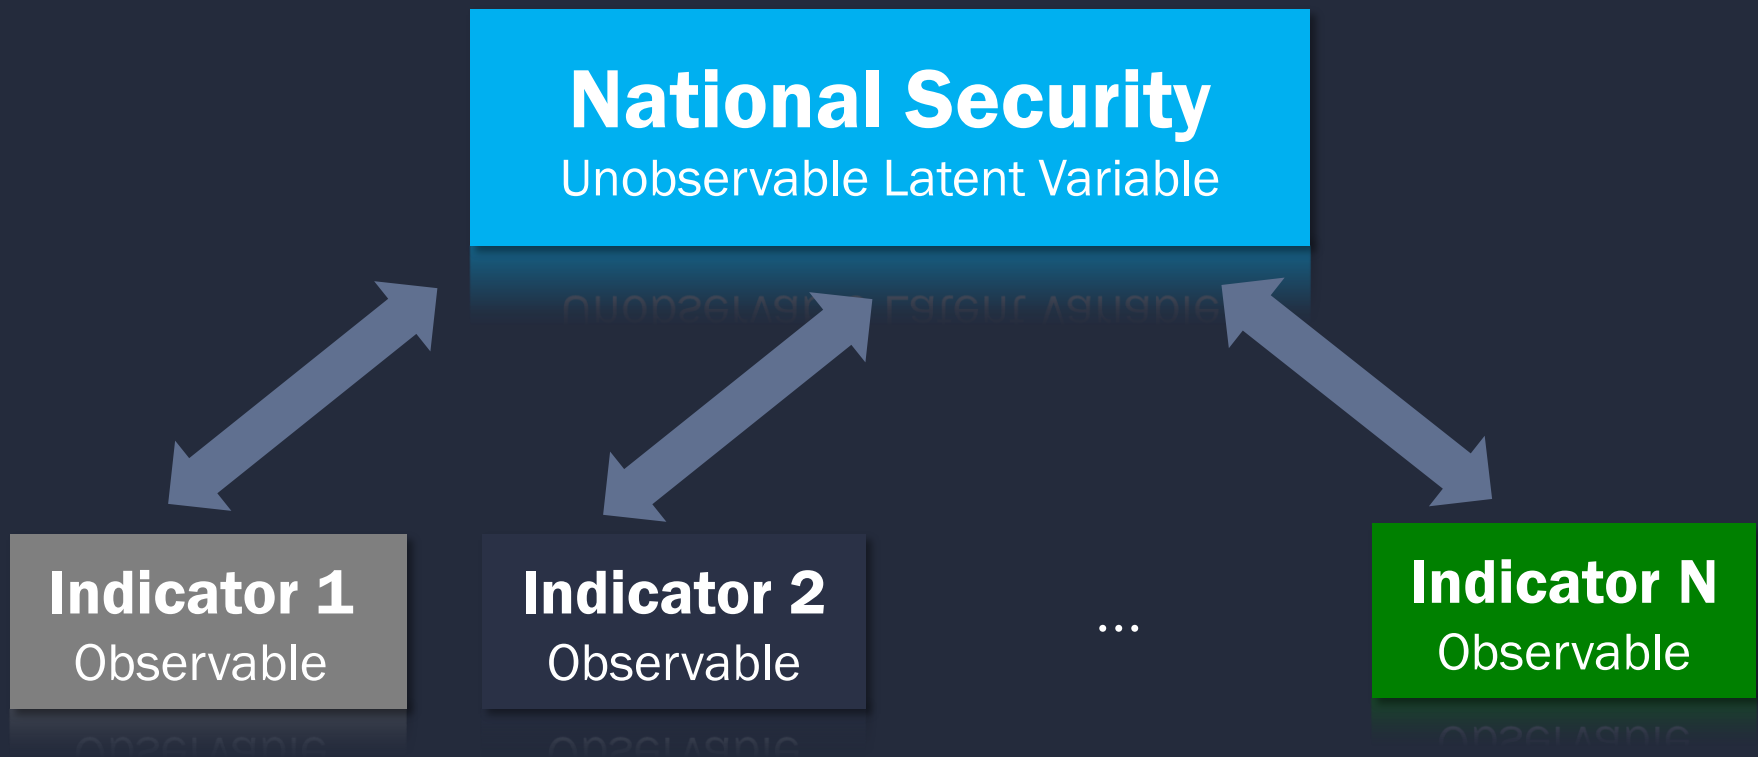 National Security
Unobservable Latent Variable
Indicator 1
Observable
Indicator 2
Observable
...
Indicator N
Observable